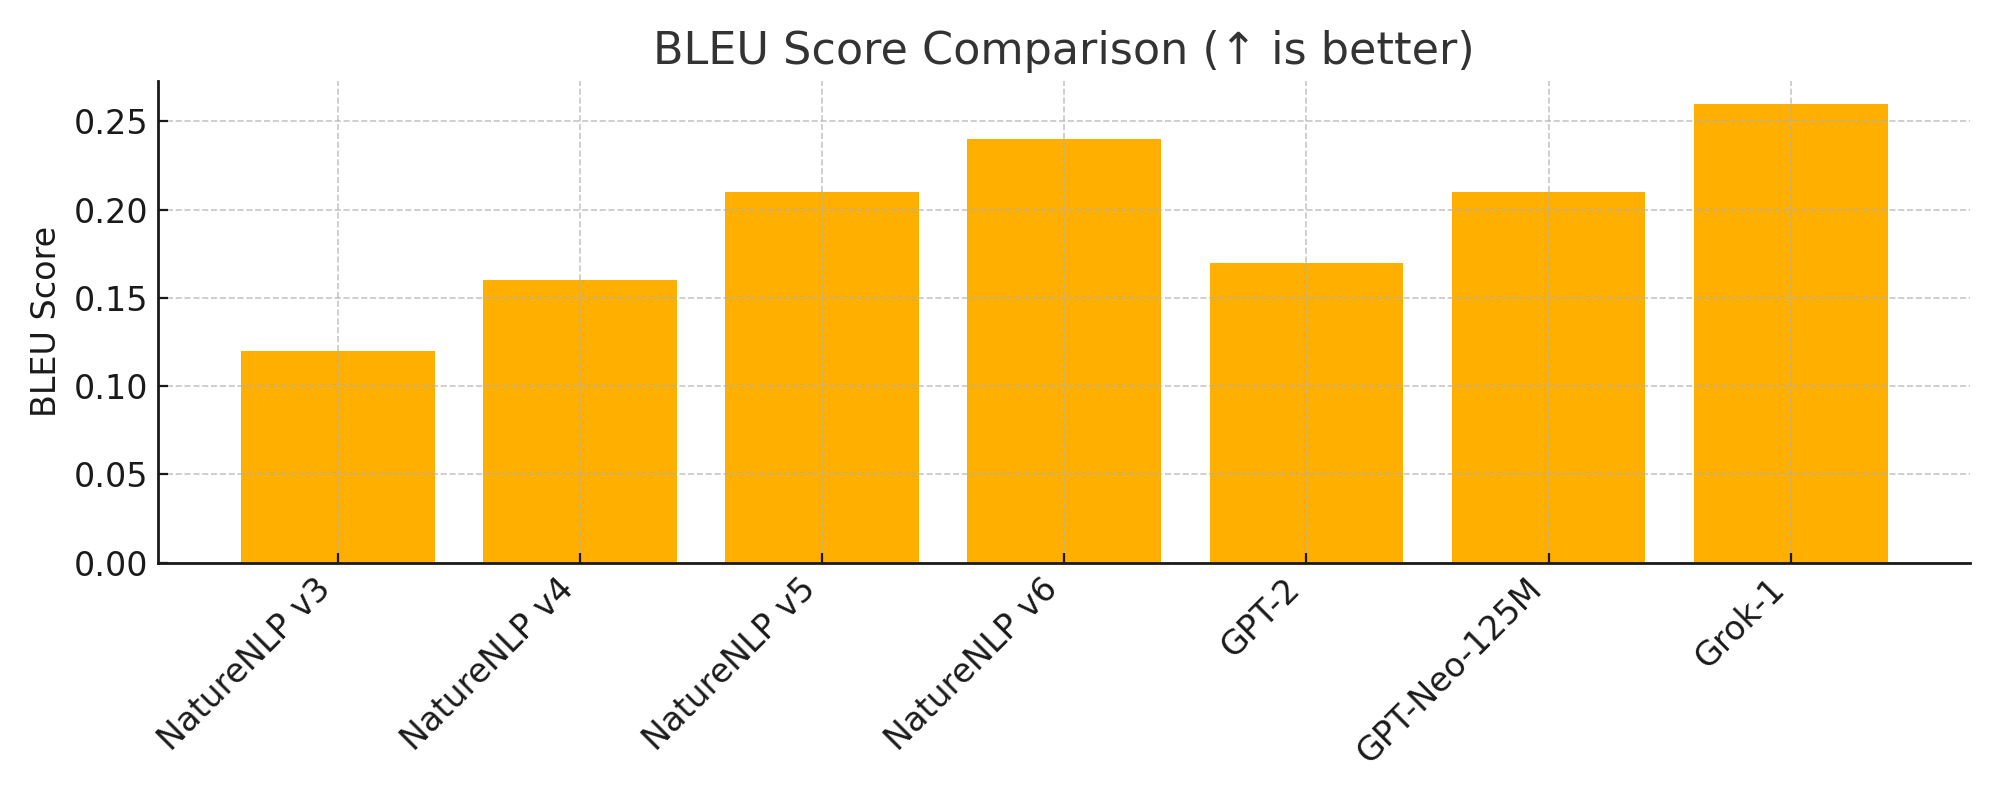 BLEU Score Comparison (↑ is better)
BLEU Score
0.25
0.20
0.15
0.10
0.05
0.00
NatureNLP v3
NatureNLP v4
NatureNLP v5
NatureNLP v6
GPT-2
GPT-Neo-125M
Grok-1